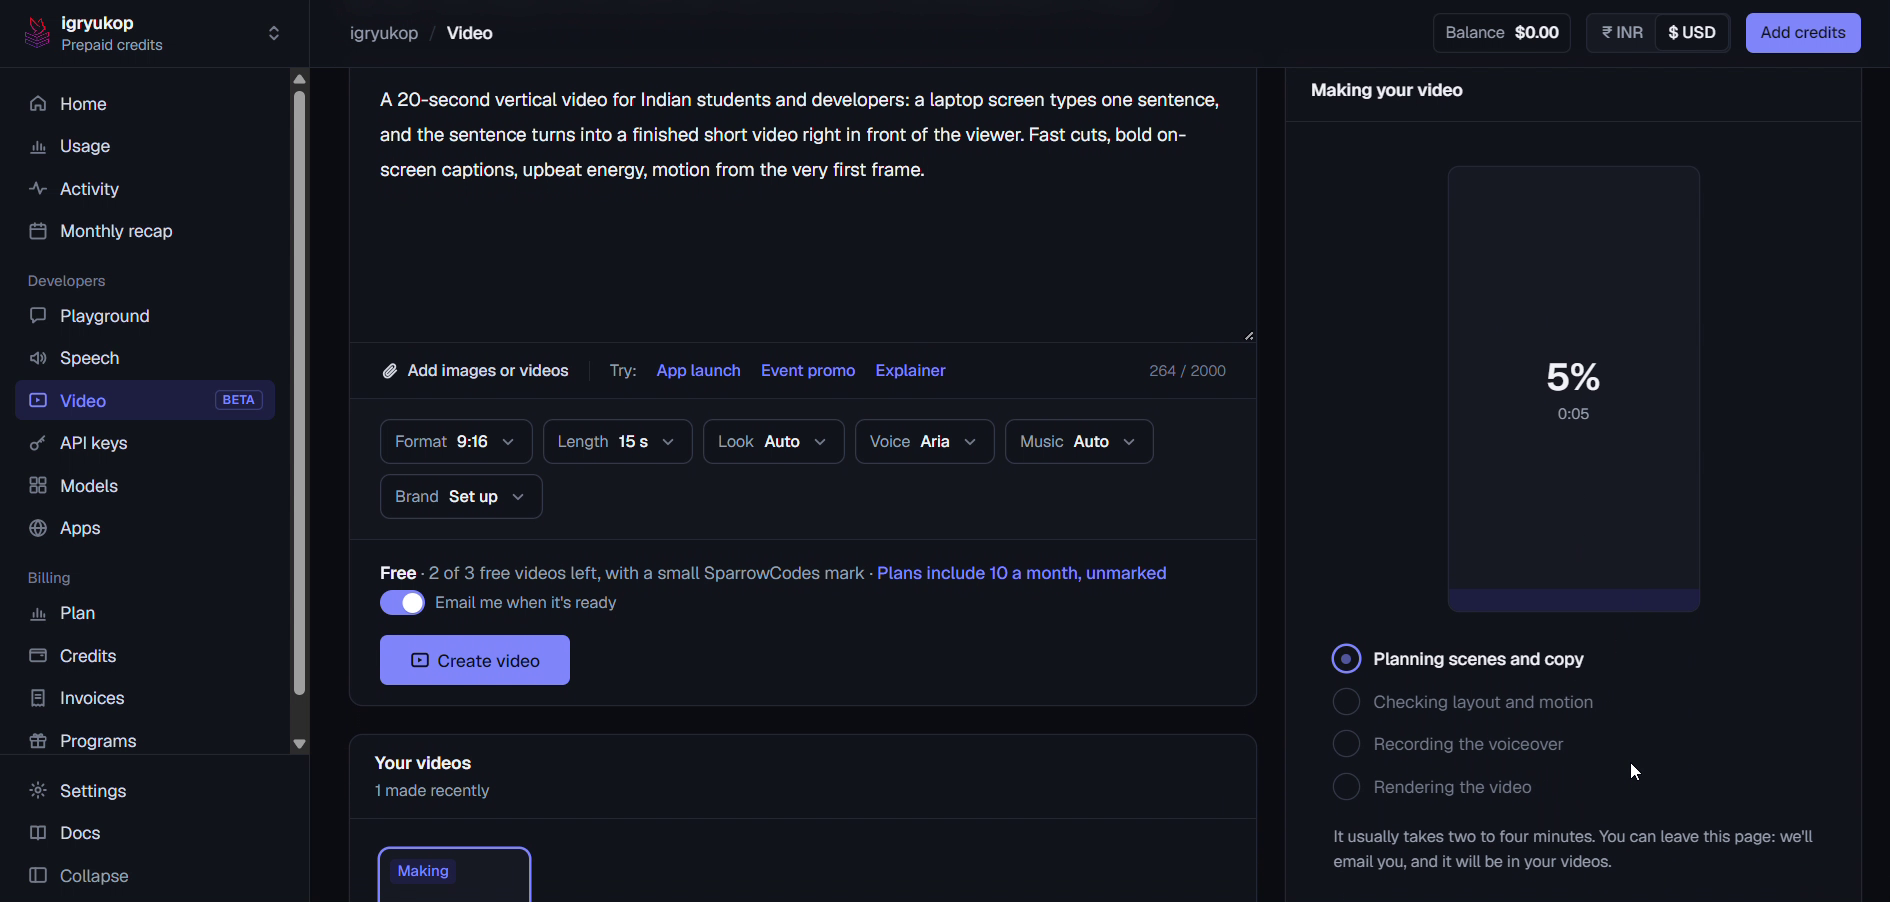 igryukop
Prepaid credits
Home
Usage
Activity
Monthly recap
Developers
Playground
Speech
Video BETA
API keys
Models
Apps
Billing
Plan
Credits
Invoices
Programs
Settings
Docs
Collapse
igryukop / Video
Balance $0.00
₹ INR
$ USD
Add credits
A 20-second vertical video for Indian students and developers: a laptop screen types one sentence,
and the sentence turns into a finished short video right in front of the viewer. Fast cuts, bold on-
screen captions, upbeat energy, motion from the very first frame.
Add images or videos
Try: App launch Event promo Explainer
264 / 2000
Format 9:16
Length 15 s
Look Auto
Voice Aria
Music Auto
Brand Set up
Free · 2 of 3 free videos left, with a small SparrowCodes mark · Plans include 10 a month, unmarked
Email me when it's ready
Create video
Your videos
1 made recently
Making
Making your video
5%
0:05
Planning scenes and copy
Checking layout and motion
Recording the voiceover
Rendering the video
It usually takes two to four minutes. You can leave this page: we'll
email you, and it will be in your videos.